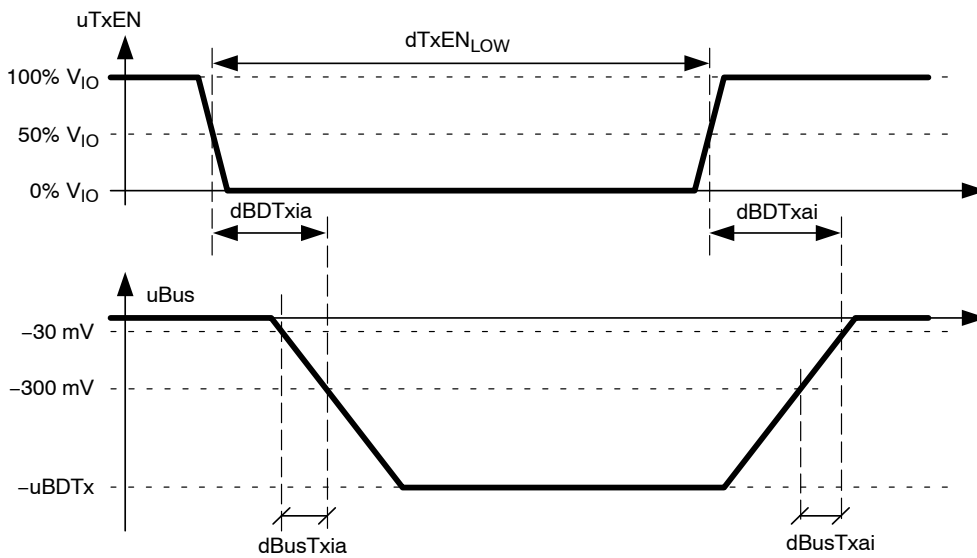 uTxEN
dTxEN_LOW
100% V_IO
50% V_IO
0% V_IO
dBDTxia
dBDTxai
uBus
–30 mV
–300 mV
–uBDTx
dBusTxia
dBusTxai